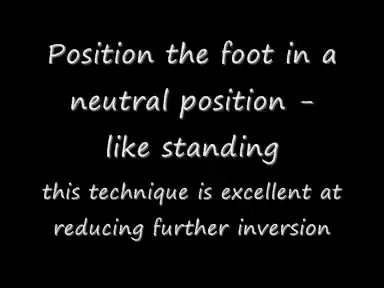 Position the foot in a
neutral position -
like standing
this technique is excellent at
reducing further inversion